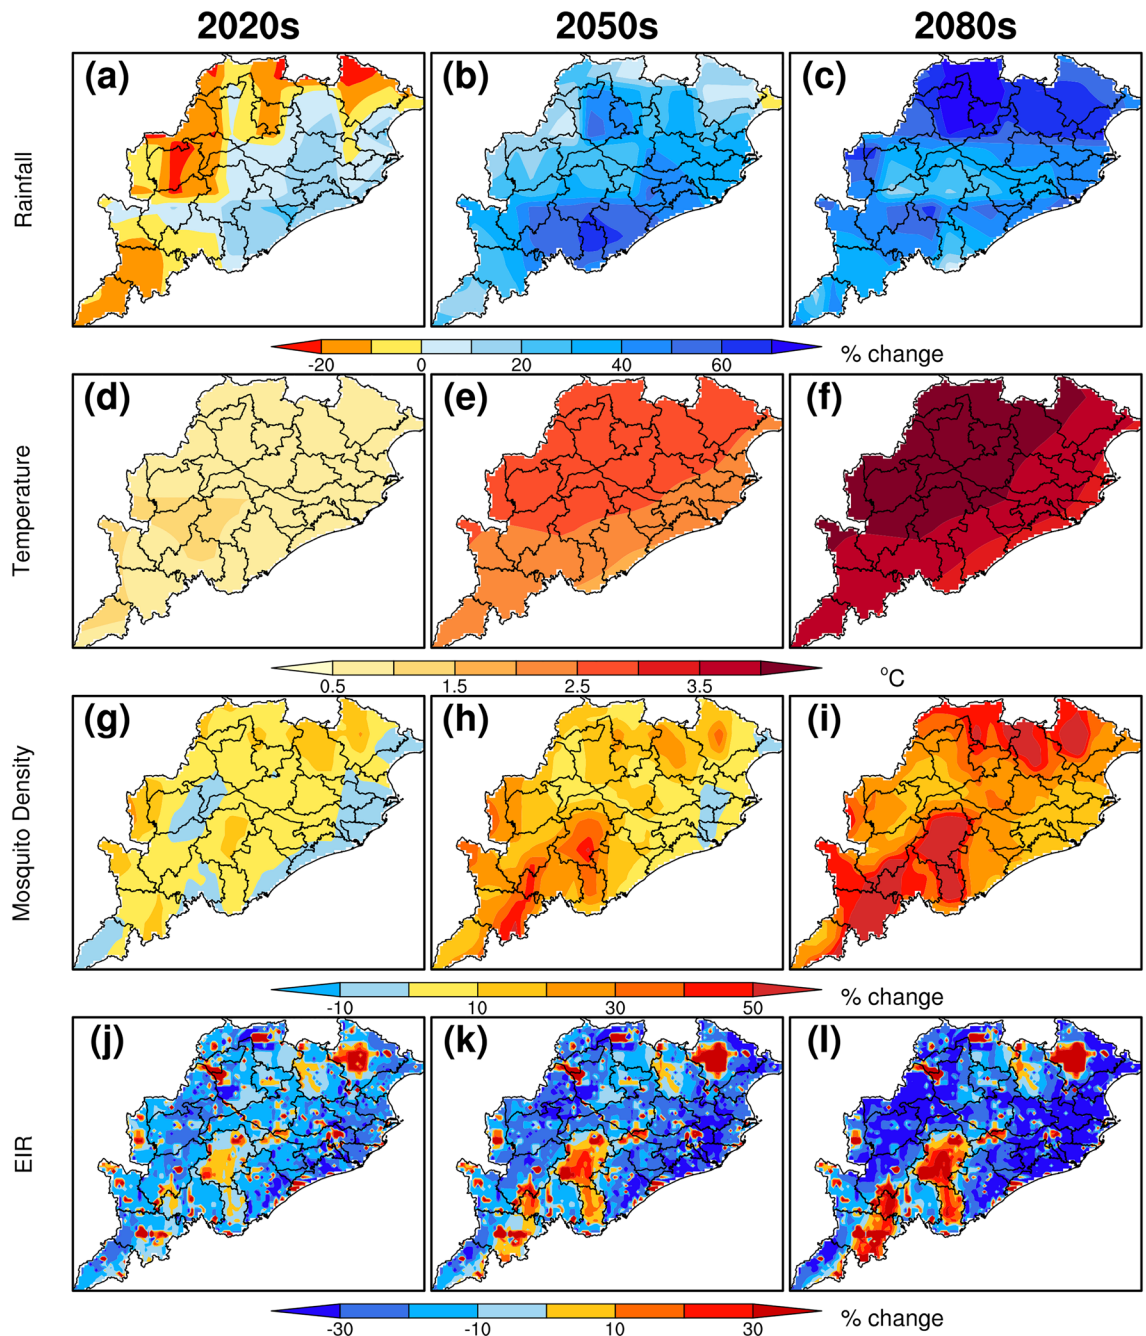 2020s 2050s 2080s
(a) (b) (c)
Rainfall
-20 0 20 40 60 % change
(d) (e) (f)
Temperature
0.5 1.5 2.5 3.5 °C
(g) (h) (i)
Mosquito Density
-10 10 30 50 % change
(j) (k) (l)
EIR
-30 -10 10 30 % change